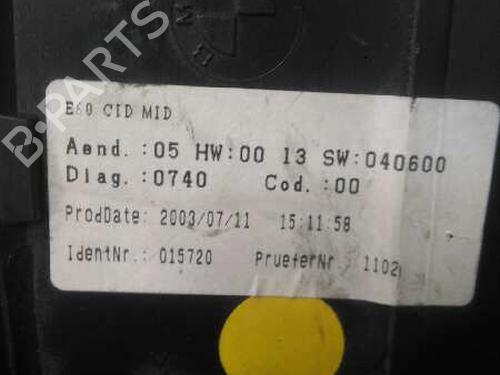 B-PARTS
BMW
E60 CID MID
Aend.:05 HW:00 13 SW:040600
Diag.:0740 Cod.:00
ProdDate: 2003/07/11 15:11:58
IdentNr.: 015720 PrueferNr. 1102